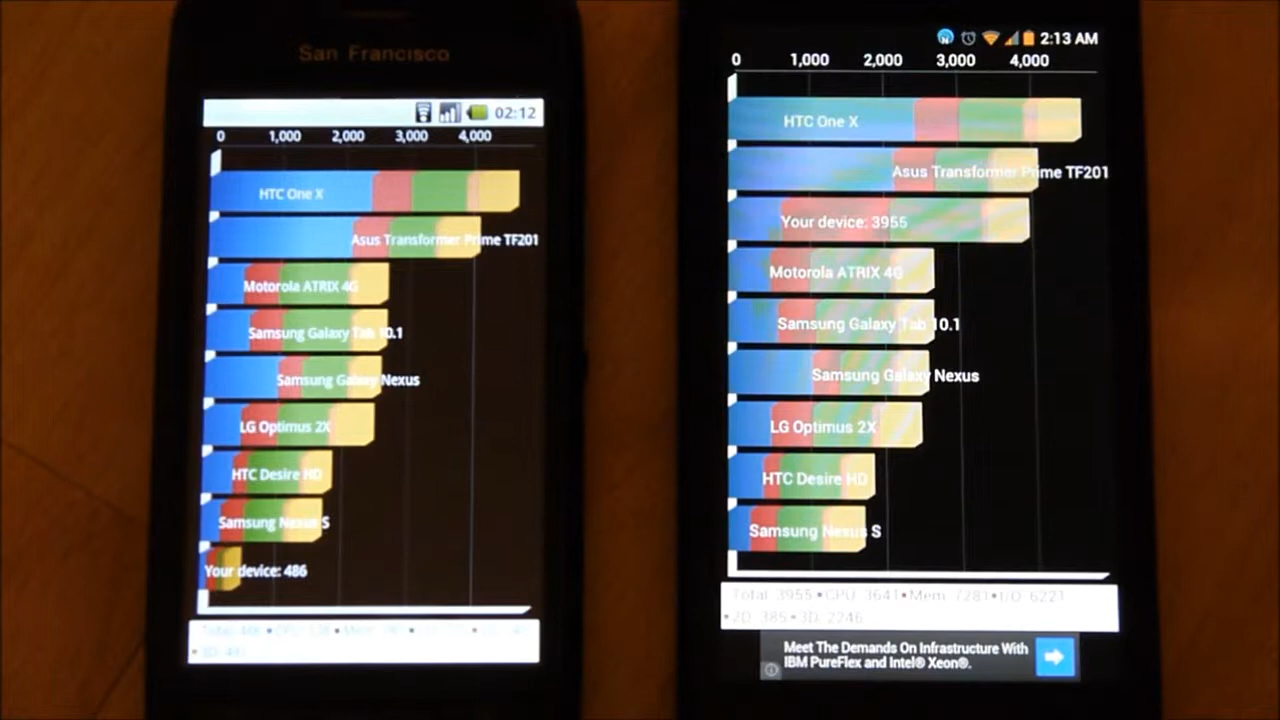 San Francisco
02:12
0 1,000 2,000 3,000 4,000
HTC One X
Asus Transformer Prime TF201
Motorola ATRIX 4G
Samsung Galaxy Tab 10.1
Samsung Galaxy Nexus
LG Optimus 2X
HTC Desire HD
Samsung Nexus S
Your device: 486
2:13 AM
0 1,000 2,000 3,000 4,000
HTC One X
Asus Transformer Prime TF201
Your device: 3955
Motorola ATRIX 4G
Samsung Galaxy Tab 10.1
Samsung Galaxy Nexus
LG Optimus 2X
HTC Desire HD
Samsung Nexus S
Total: 3955 • CPU: 3641 • Mem: 7281 • I/O: 6221
• 2D: 385 • 3D: 2246
Meet The Demands On Infrastructure With
IBM PureFlex and Intel® Xeon®.